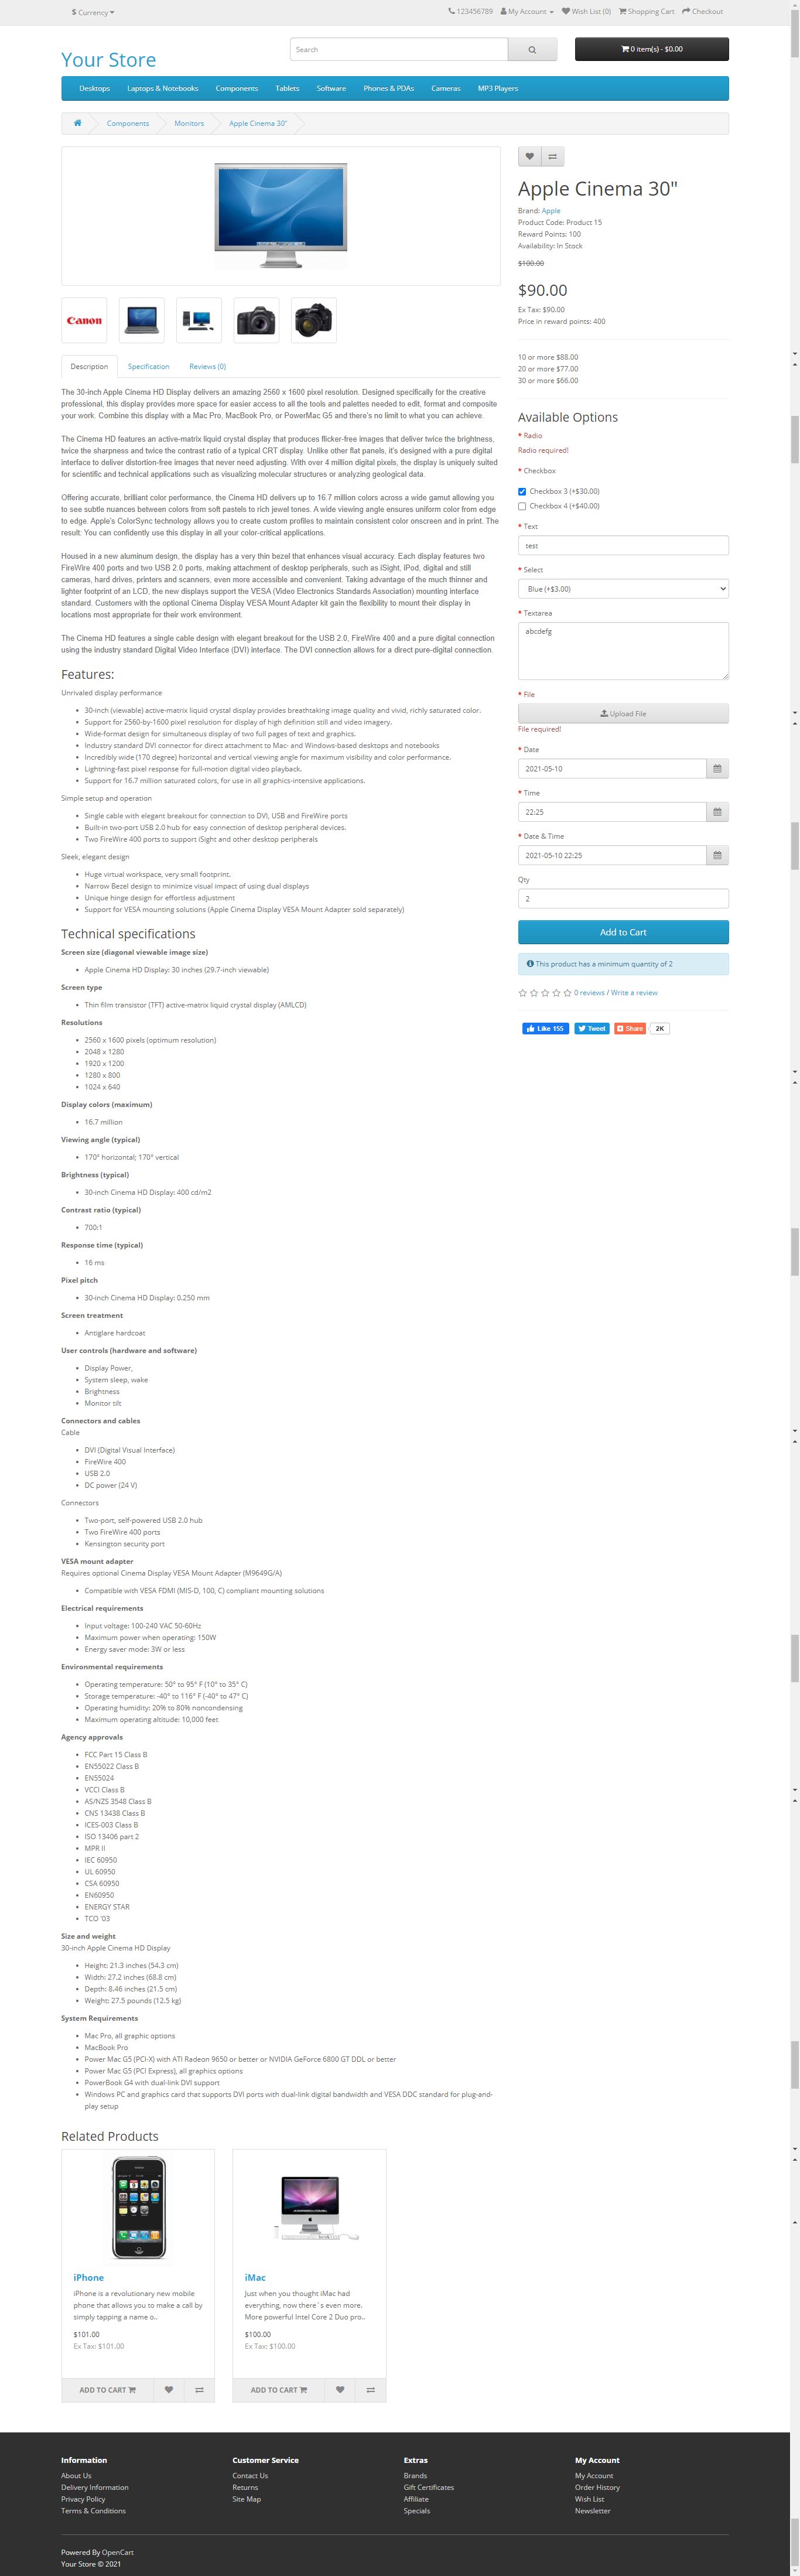 $ Currency
123456789 My Account Wish List (0) Shopping Cart Checkout
Your Store
Search
0 item(s) - $0.00
Desktops Laptops & Notebooks Components Tablets Software Phones & PDAs Cameras MP3 Players
Components Monitors Apple Cinema 30"
Canon
Description Specification Reviews (0)
The 30-inch Apple Cinema HD Display delivers an amazing 2560 x 1600 pixel resolution. Designed specifically for the creative
professional, this display provides more space for easier access to all the tools and palettes needed to edit, format and composite
your work. Combine this display with a Mac Pro, MacBook Pro, or PowerMac G5 and there's no limit to what you can achieve.
The Cinema HD features an active-matrix liquid crystal display that produces flicker-free images that deliver twice the brightness,
twice the sharpness and twice the contrast ratio of a typical CRT display. Unlike other flat panels, it's designed with a pure digital
interface to deliver distortion-free images that never need adjusting. With over 4 million digital pixels, the display is uniquely suited
for scientific and technical applications such as visualizing molecular structures or analyzing geological data.
Offering accurate, brilliant color performance, the Cinema HD delivers up to 16.7 million colors across a wide gamut allowing you
to see subtle nuances between colors from soft pastels to rich jewel tones. A wide viewing angle ensures uniform color from edge
to edge. Apple's ColorSync technology allows you to create custom profiles to maintain consistent color onscreen and in print. The
result: You can confidently use this display in all your color-critical applications.
Housed in a new aluminum design, the display has a very thin bezel that enhances visual accuracy. Each display features two
FireWire 400 ports and two USB 2.0 ports, making attachment of desktop peripherals, such as iSight, iPod, digital and still
cameras, hard drives, printers and scanners, even more accessible and convenient. Taking advantage of the much thinner and
lighter footprint of an LCD, the new displays support the VESA (Video Electronics Standards Association) mounting interface
standard. Customers with the optional Cinema Display VESA Mount Adapter kit gain the flexibility to mount their display in
locations most appropriate for their work environment.
The Cinema HD features a single cable design with elegant breakout for the USB 2.0, FireWire 400 and a pure digital connection
using the industry standard Digital Video Interface (DVI) interface. The DVI connection allows for a direct pure-digital connection.
Features:
Unrivaled display performance
30-inch (viewable) active-matrix liquid crystal display provides breathtaking image quality and vivid, richly saturated color.
Support for 2560-by-1600 pixel resolution for display of high definition still and video imagery.
Wide-format design for simultaneous display of two full pages of text and graphics.
Industry standard DVI connector for direct attachment to Mac- and Windows-based desktops and notebooks
Incredibly wide (170 degree) horizontal and vertical viewing angle for maximum visibility and color performance.
Lightning-fast pixel response for full-motion digital video playback.
Support for 16.7 million saturated colors, for use in all graphics-intensive applications.
Simple setup and operation
Single cable with elegant breakout for connection to DVI, USB and FireWire ports
Built-in two-port USB 2.0 hub for easy connection of desktop peripheral devices.
Two FireWire 400 ports to support iSight and other desktop peripherals
Sleek, elegant design
Huge virtual workspace, very small footprint.
Narrow Bezel design to minimize visual impact of using dual displays
Unique hinge design for effortless adjustment
Support for VESA mounting solutions (Apple Cinema Display VESA Mount Adapter sold separately)
Technical specifications
Screen size (diagonal viewable image size)
Apple Cinema HD Display: 30 inches (29.7-inch viewable)
Screen type
Thin film transistor (TFT) active-matrix liquid crystal display (AMLCD)
Resolutions
2560 x 1600 pixels (optimum resolution)
2048 x 1280
1920 x 1200
1280 x 800
1024 x 640
Display colors (maximum)
16.7 million
Viewing angle (typical)
170° horizontal; 170° vertical
Brightness (typical)
30-inch Cinema HD Display: 400 cd/m2
Contrast ratio (typical)
700:1
Response time (typical)
16 ms
Pixel pitch
30-inch Cinema HD Display: 0.250 mm
Screen treatment
Antiglare hardcoat
User controls (hardware and software)
Display Power,
System sleep, wake
Brightness
Monitor tilt
Connectors and cables
Cable
DVI (Digital Visual Interface)
FireWire 400
USB 2.0
DC power (24 V)
Connectors
Two-port, self-powered USB 2.0 hub
Two FireWire 400 ports
Kensington security port
VESA mount adapter
Requires optional Cinema Display VESA Mount Adapter (M9649G/A)
Compatible with VESA FDMI (MIS-D, 100, C) compliant mounting solutions
Electrical requirements
Input voltage: 100-240 VAC 50-60Hz
Maximum power when operating: 150W
Energy saver mode: 3W or less
Environmental requirements
Operating temperature: 50° to 95° F (10° to 35° C)
Storage temperature: -40° to 116° F (-40° to 47° C)
Operating humidity: 20% to 80% noncondensing
Maximum operating altitude: 10,000 feet
Agency approvals
FCC Part 15 Class B
EN55022 Class B
EN55024
VCCI Class B
AS/NZS 3548 Class B
CNS 13438 Class B
ICES-003 Class B
ISO 13406 part 2
MPR II
IEC 60950
UL 60950
CSA 60950
EN60950
ENERGY STAR
TCO '03
Size and weight
30-inch Apple Cinema HD Display
Height: 21.3 inches (54.3 cm)
Width: 27.2 inches (68.8 cm)
Depth: 8.46 inches (21.5 cm)
Weight: 27.5 pounds (12.5 kg)
System Requirements
Mac Pro, all graphic options
MacBook Pro
Power Mac G5 (PCI-X) with ATI Radeon 9650 or better or NVIDIA GeForce 6800 GT DDL or better
Power Mac G5 (PCI Express), all graphics options
PowerBook G4 with dual-link DVI support
Windows PC and graphics card that supports DVI ports with dual-link digital bandwidth and VESA DDC standard for plug-and-
play setup
Apple Cinema 30"
Brand: Apple
Product Code: Product 15
Reward Points: 100
Availability: In Stock
$100.00
$90.00
Ex Tax: $90.00
Price in reward points: 400
10 or more $88.00
20 or more $77.00
30 or more $66.00
Available Options
* Radio
Radio required!
* Checkbox
Checkbox 3 (+$30.00)
Checkbox 4 (+$40.00)
* Text
test
* Select
Blue (+$3.00)
* Textarea
abcdefg
* File
Upload File
File required!
* Date
2021-05-10
* Time
22:25
* Date & Time
2021-05-10 22:25
Qty
2
Add to Cart
This product has a minimum quantity of 2
0 reviews / Write a review
Like 155 Tweet Share 2K
Related Products
iPhone
iPhone is a revolutionary new mobile
phone that allows you to make a call by
simply tapping a name o..
$101.00
Ex Tax: $101.00
ADD TO CART
iMac
Just when you thought iMac had
everything, now there´s even more.
More powerful Intel Core 2 Duo pro..
$100.00
Ex Tax: $100.00
ADD TO CART
Information
About Us
Delivery Information
Privacy Policy
Terms & Conditions
Customer Service
Contact Us
Returns
Site Map
Extras
Brands
Gift Certificates
Affiliate
Specials
My Account
My Account
Order History
Wish List
Newsletter
Powered By OpenCart
Your Store © 2021